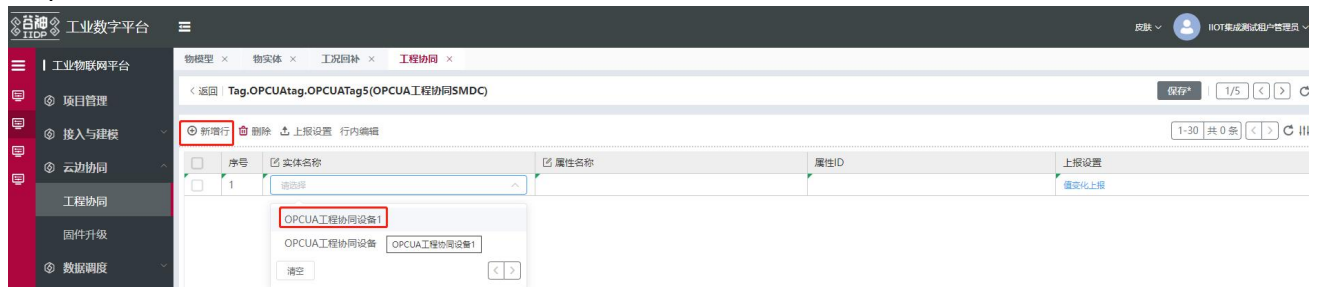 谷神 IIDP 工业数字平台 皮肤 IIOT集成测试租户管理员
工业物联网平台 物模型 × 物实体 × 工况回补 × 工程协同 ×
项目管理 <返回 Tag.OPCUAtag.OPCUATag5(OPCUA工程协同SMDC) 保存* 1/5 < >
接入与建模 新增行 删除 上报设置 行内编辑 1-30 共0条 < >
云边协同 序号 实体名称 属性名称 属性ID 上报设置
工程协同 1 请选择 值变化上报
OPCUA工程协同设备1
固件升级 OPCUA工程协同设备 OPCUA工程协同设备1
数据调度 清空 < >